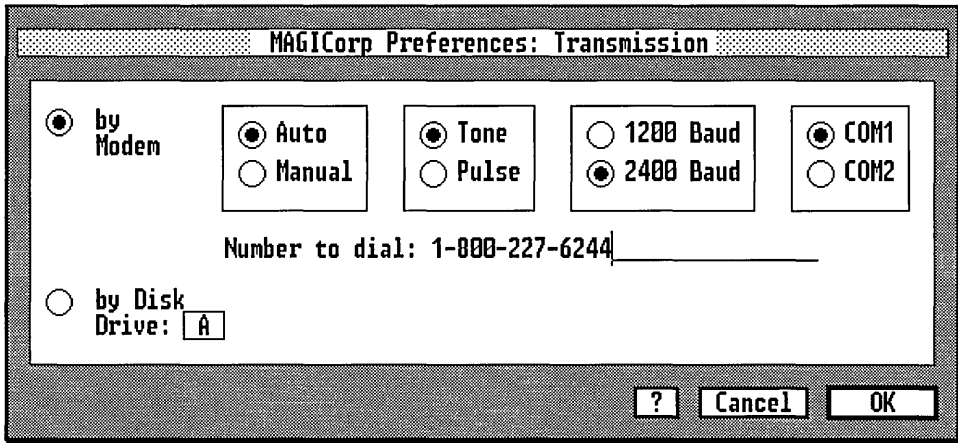 MAGICorp Preferences: Transmission
by Modem
Auto
Manual
Tone
Pulse
1200 Baud
2400 Baud
COM1
COM2
Number to dial: 1-800-227-6244
by Disk
Drive: A
? Cancel OK